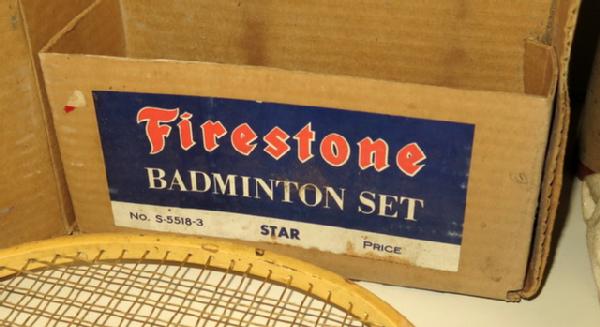 Firestone
BADMINTON SET
No. S-5518-3 STAR PRICE